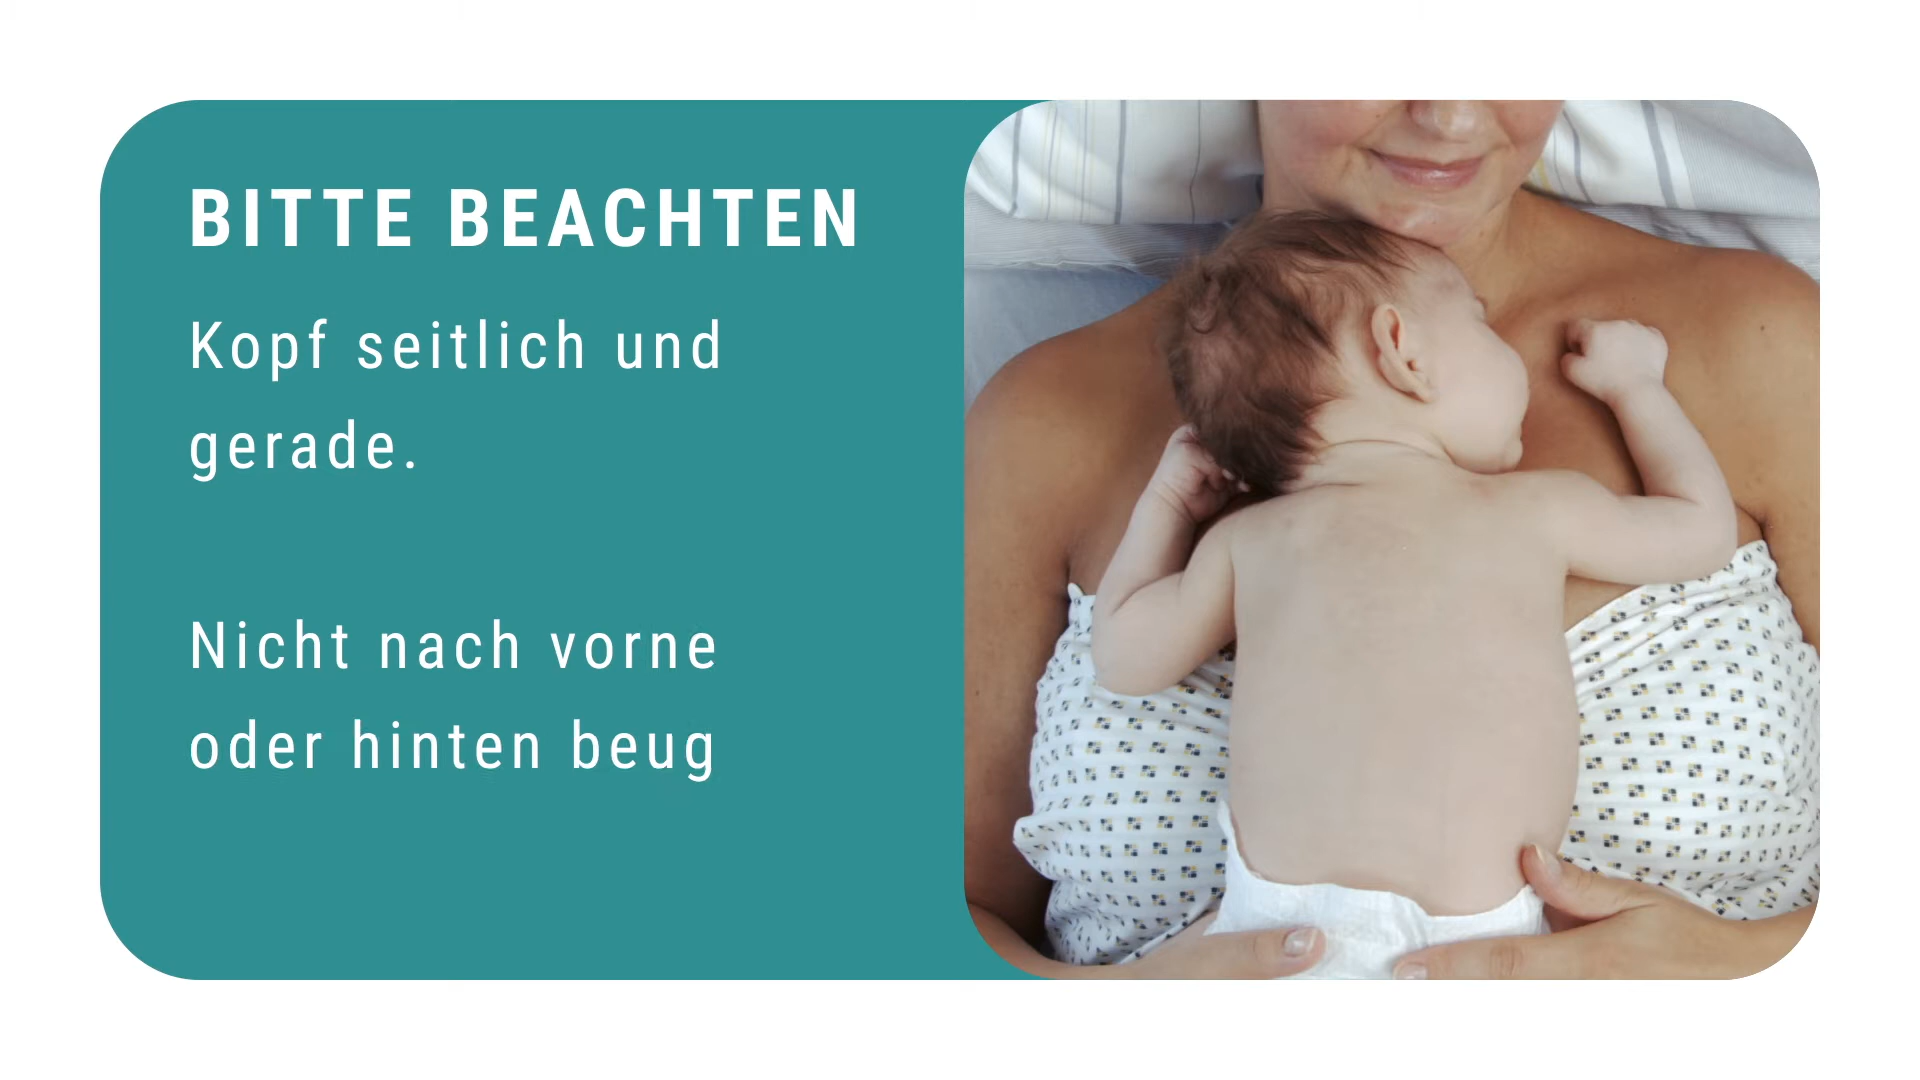 BITTE BEACHTEN
Kopf seitlich und
gerade.
Nicht nach vorne
oder hinten beug